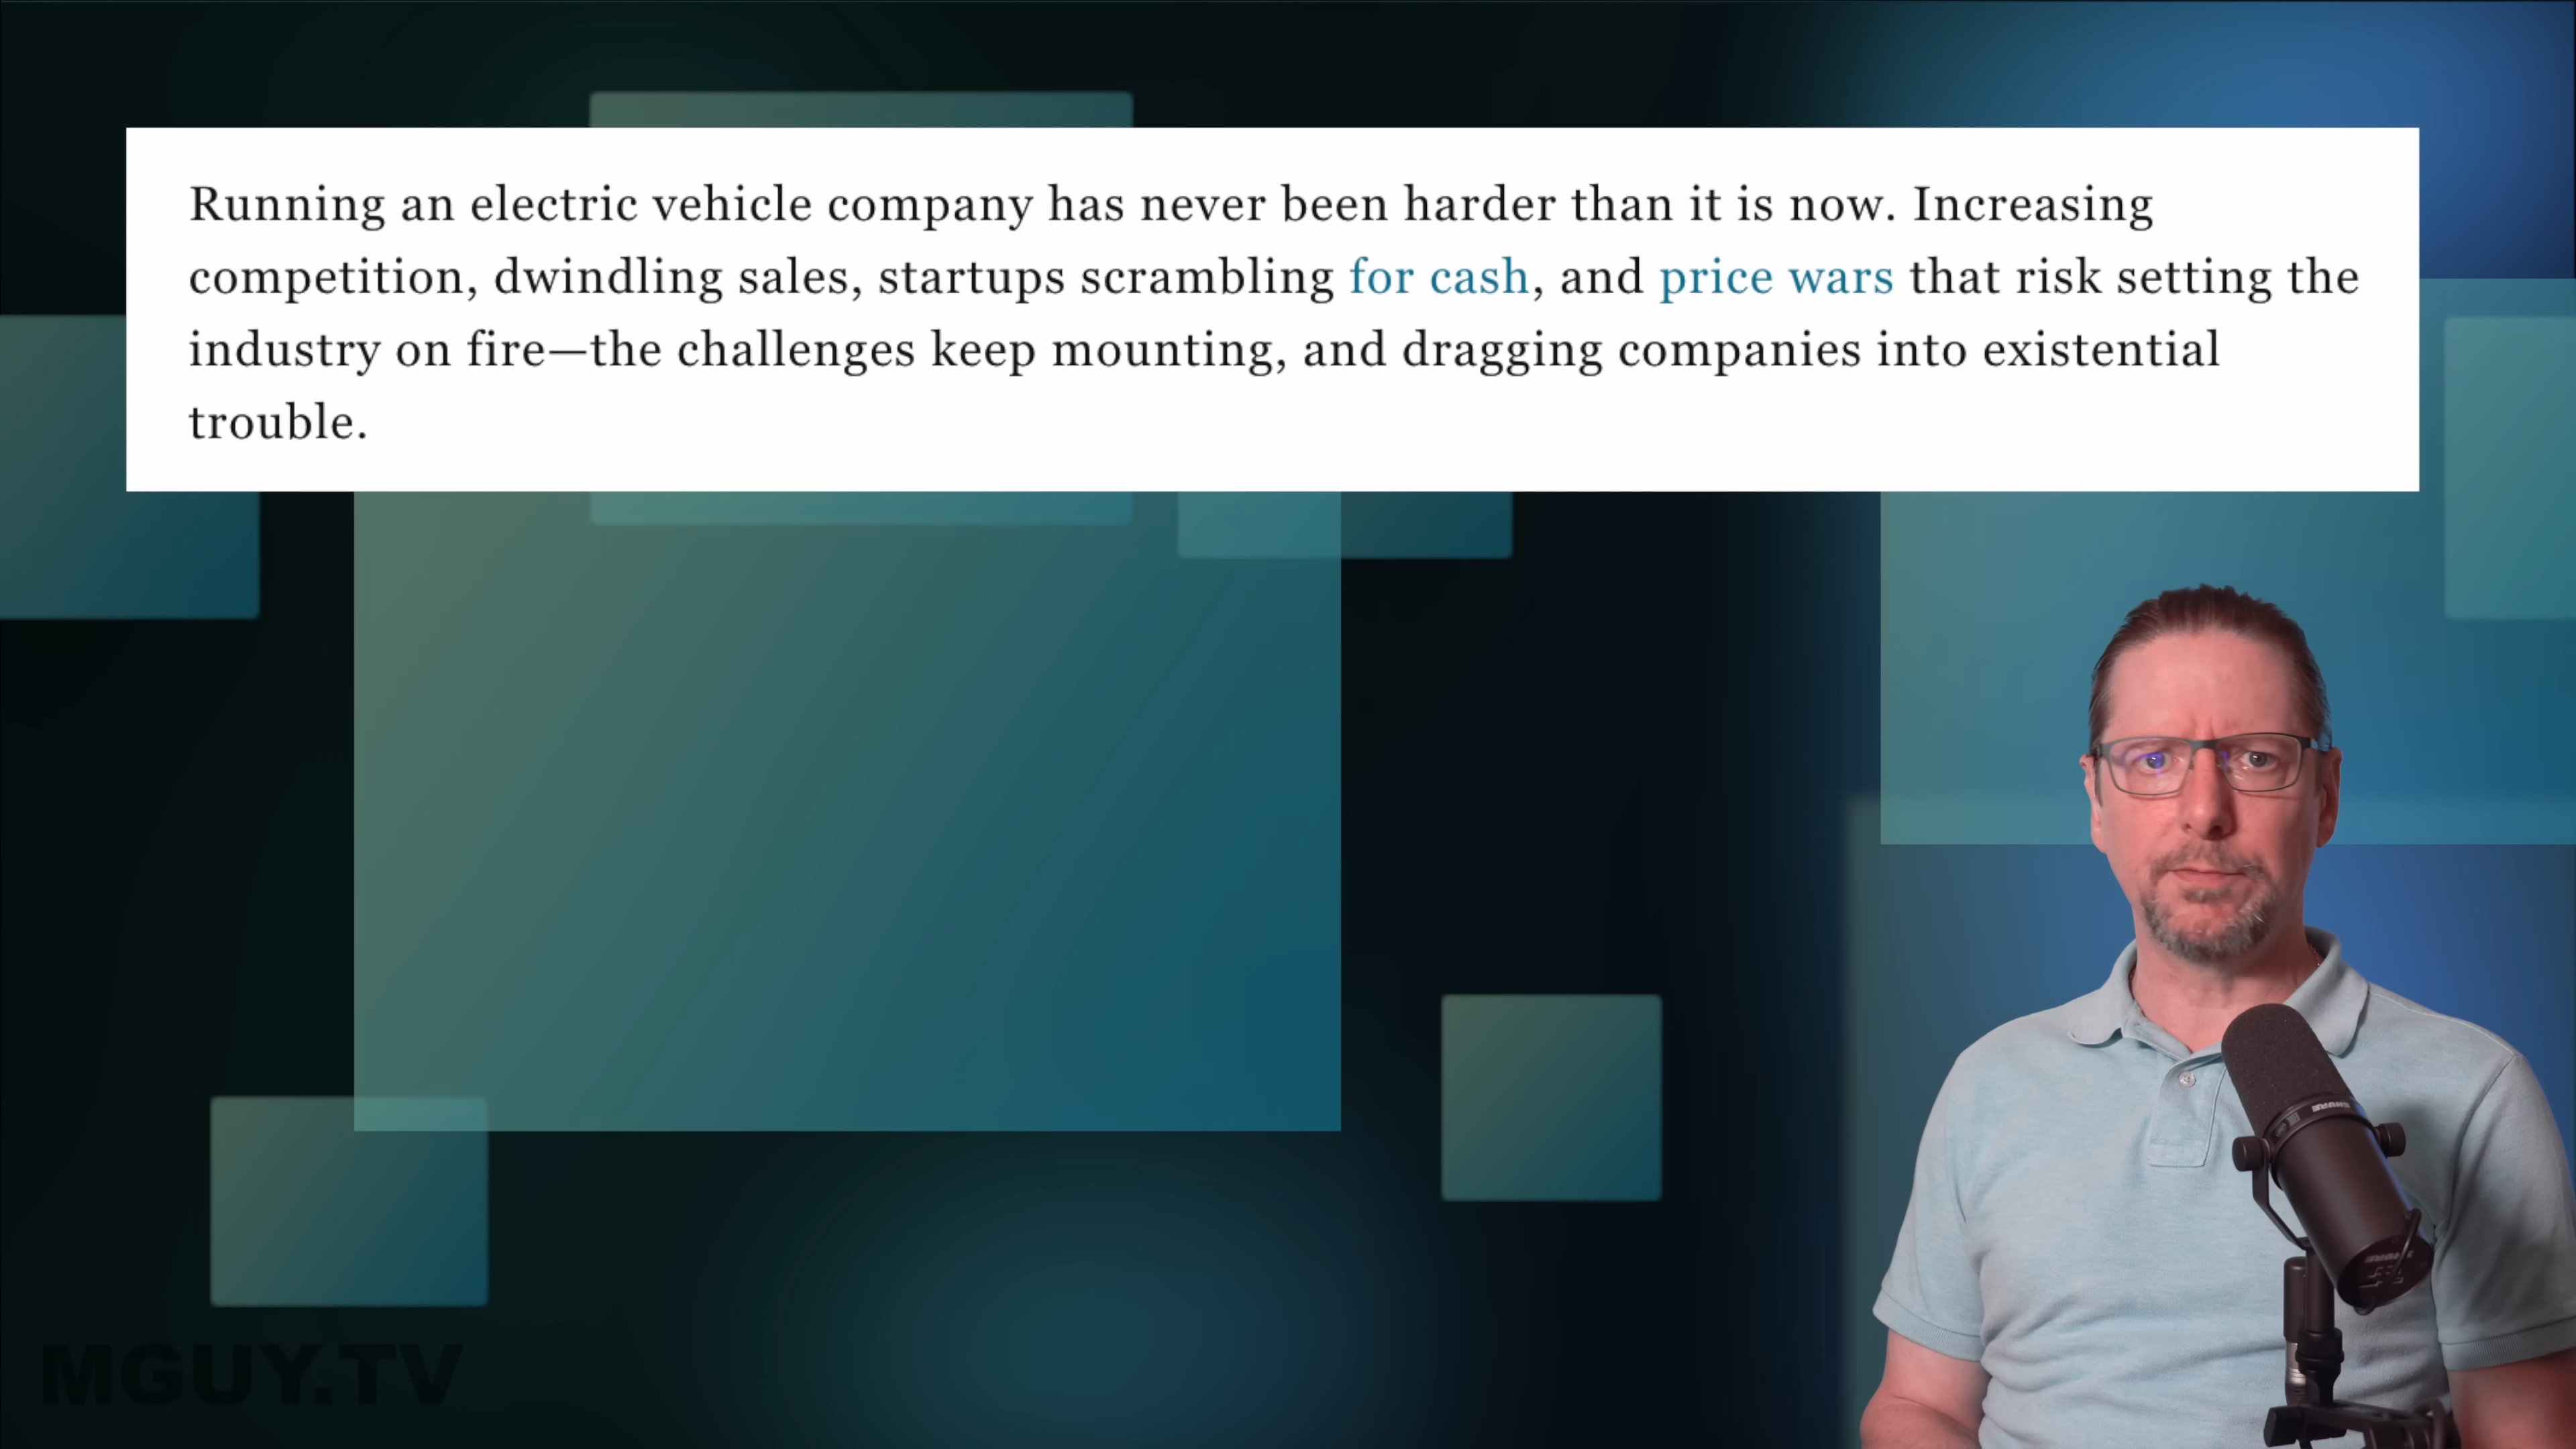 Running an electric vehicle company has never been harder than it is now. Increasing
competition, dwindling sales, startups scrambling for cash, and price wars that risk setting the
industry on fire—the challenges keep mounting, and dragging companies into existential
trouble.
SHURE
MGUY.TV